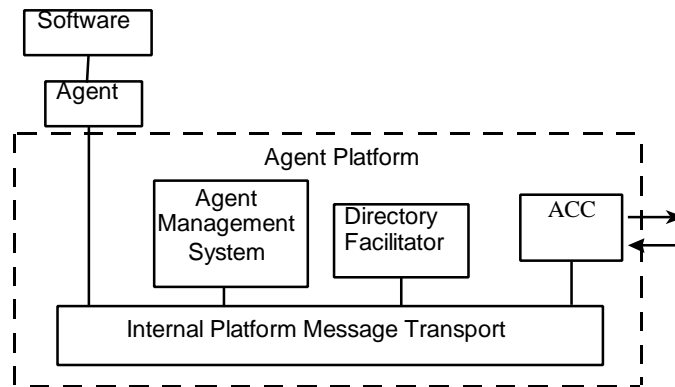 Software
Agent
Agent Platform
Agent
Management
System
Directory
Facilitator
ACC
Internal Platform Message Transport